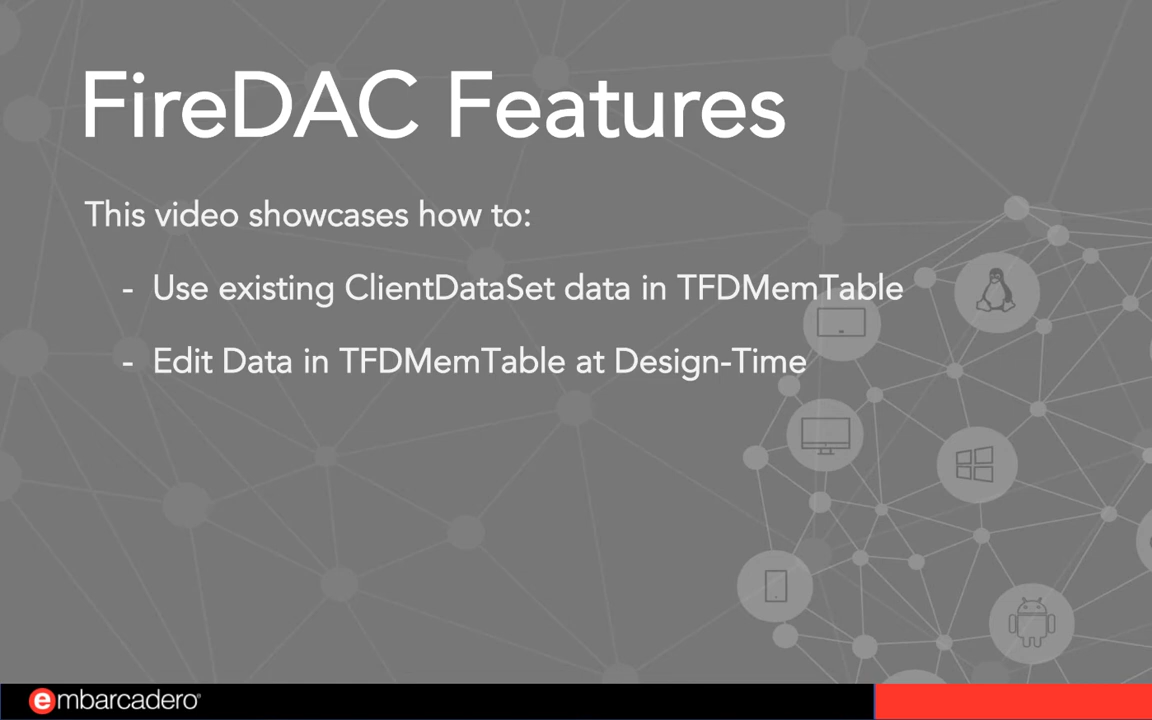 FireDAC Features
This video showcases how to:
- Use existing ClientDataSet data in TFDMemTable
- Edit Data in TFDMemTable at Design-Time
embarcadero®